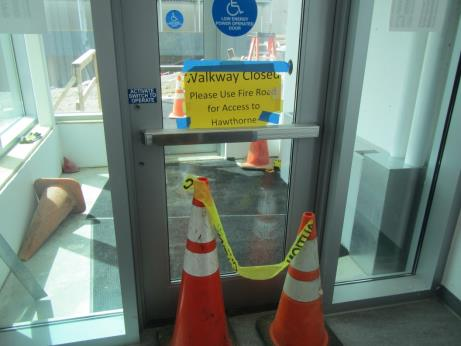 LOW ENERGY
POWER OPERATED
DOOR
ACTIVATE
SWITCH TO
OPERATE
Walkway Closed
Please Use Fire Road
for Access to
Hawthorne